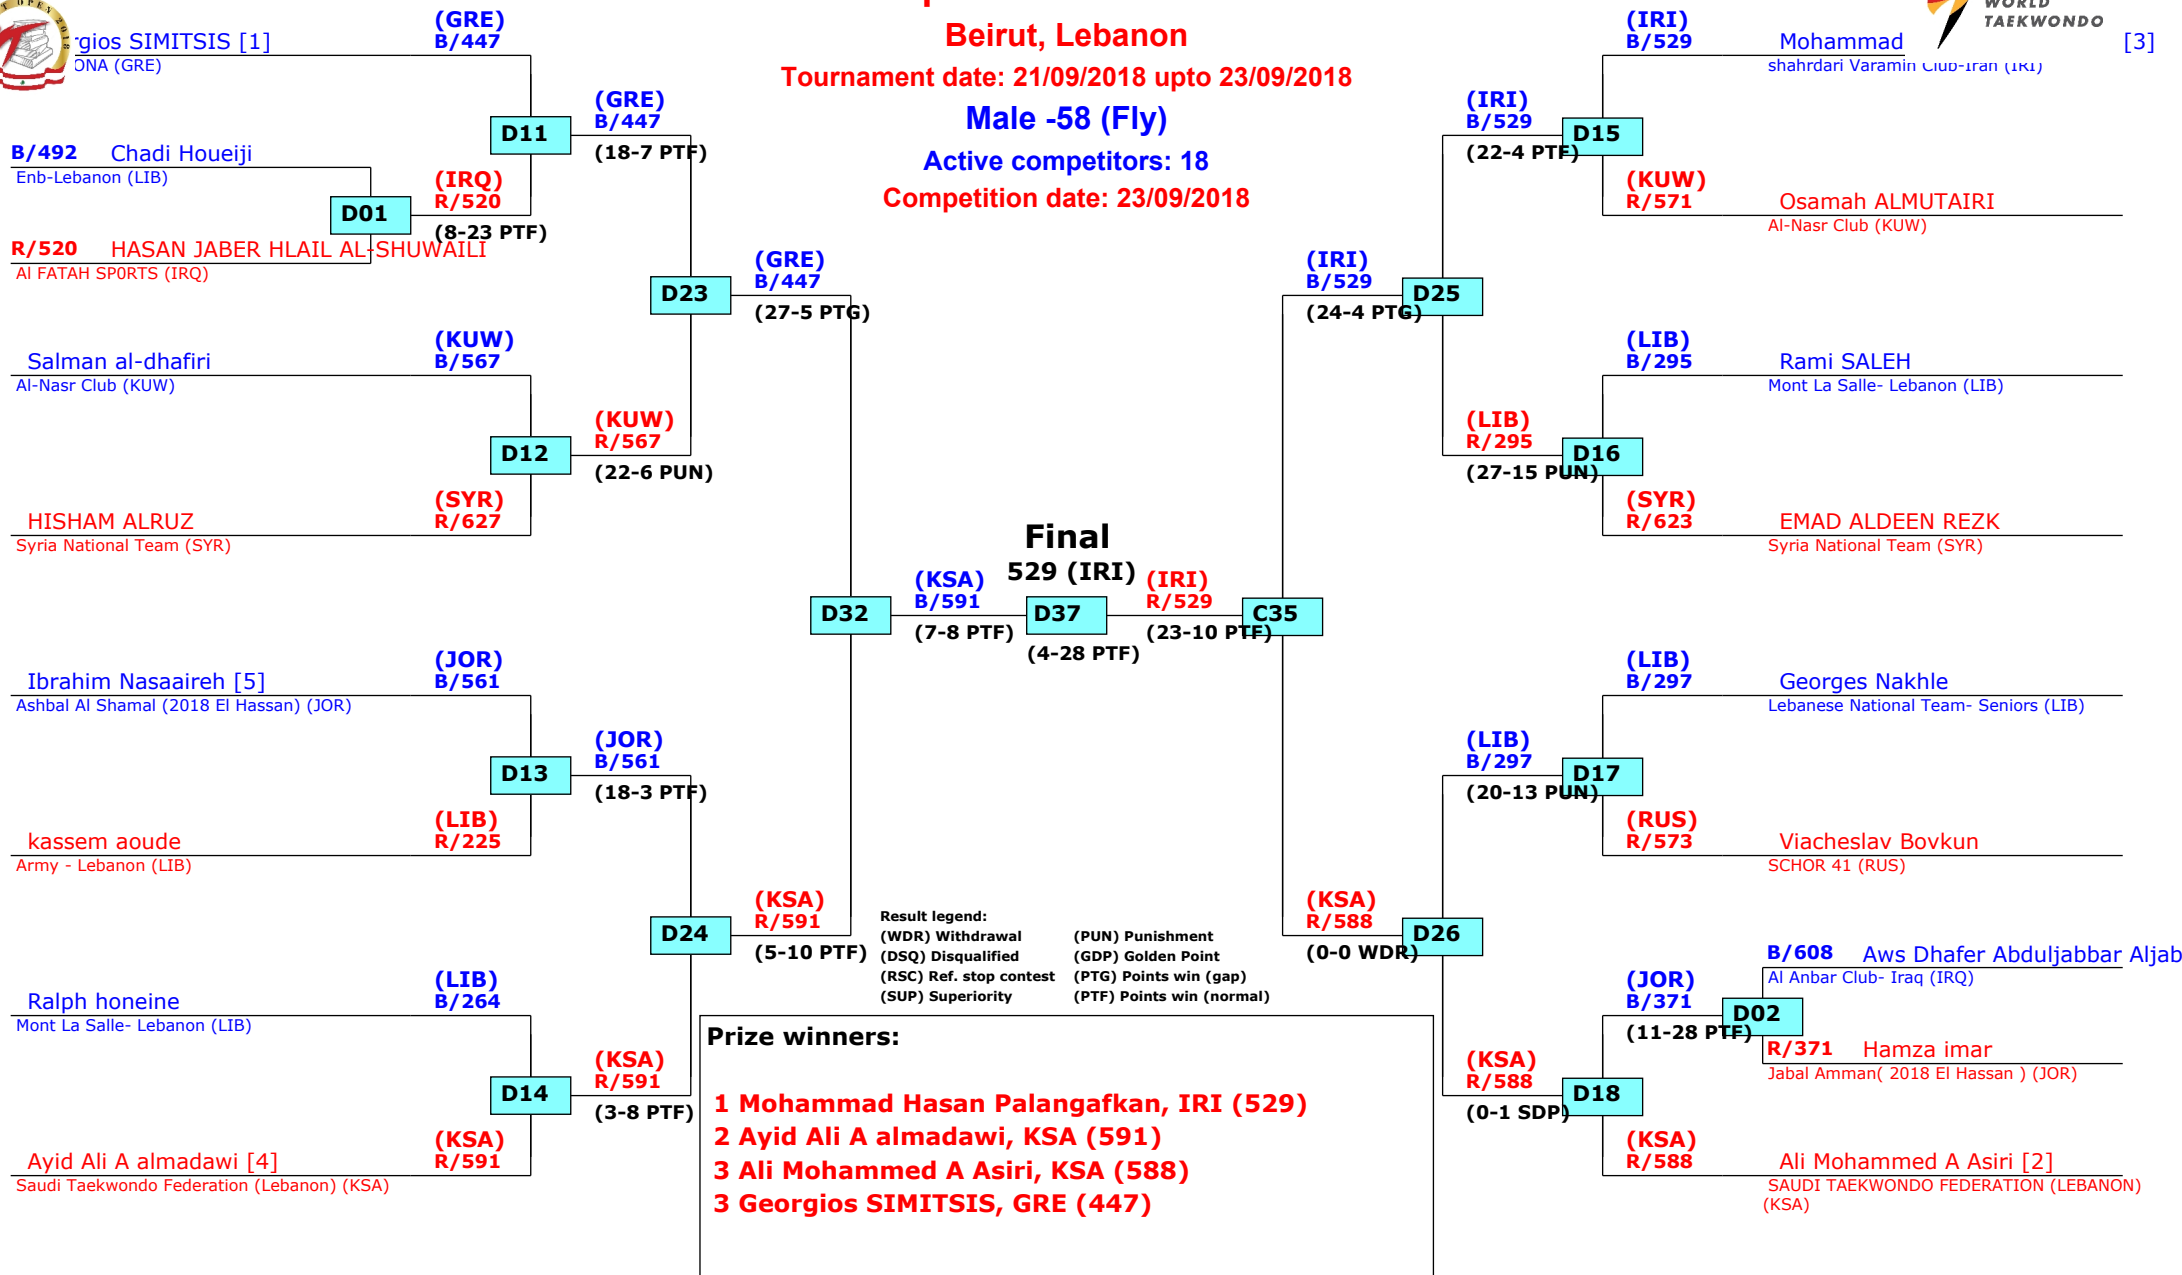 Beirut, Lebanon
Tournament date: 21/09/2018 upto 23/09/2018
Male -58 (Fly)
Active competitors: 18
Competition date: 23/09/2018
OPEN 2018
WORLD
TAEKWONDO
rgios SIMITSIS [1]
ONA (GRE)
(GRE)
B/447
B/492 Chadi Houeiji
Enb-Lebanon (LIB)
D01
R/520 HASAN JABER HLAIL AL-SHUWAILI
Al FATAH SP0RTS (IRQ)
(IRQ)
R/520
(8-23 PTF)
D11
(GRE)
B/447
(18-7 PTF)
Salman al-dhafiri
Al-Nasr Club (KUW)
(KUW)
B/567
D12
HISHAM ALRUZ
Syria National Team (SYR)
(SYR)
R/627
(KUW)
R/567
(22-6 PUN)
D23
(GRE)
B/447
(27-5 PTG)
Ibrahim Nasaaireh [5]
Ashbal Al Shamal (2018 El Hassan) (JOR)
(JOR)
B/561
D13
kassem aoude
Army - Lebanon (LIB)
(LIB)
R/225
(JOR)
B/561
(18-3 PTF)
Ralph honeine
Mont La Salle- Lebanon (LIB)
(LIB)
B/264
D14
Ayid Ali A almadawi [4]
Saudi Taekwondo Federation (Lebanon) (KSA)
(KSA)
R/591
(KSA)
R/591
(3-8 PTF)
D24
(KSA)
R/591
(5-10 PTF)
D32
(KSA)
B/591
(7-8 PTF)
Final
529 (IRI)
D37
(4-28 PTF)
(IRI)
R/529
(23-10 PTF)
C35
(IRI)
B/529
(24-4 PTG)
D25
(IRI)
B/529
(22-4 PTF)
D15
(IRI)
B/529
Mohammad [3]
shahrdari Varamin Club-Iran (IRI)
(KUW)
R/571
Osamah ALMUTAIRI
Al-Nasr Club (KUW)
(LIB)
R/295
(27-15 PUN)
D16
(LIB)
B/295
Rami SALEH
Mont La Salle- Lebanon (LIB)
(SYR)
R/623
EMAD ALDEEN REZK
Syria National Team (SYR)
(KSA)
R/588
(0-0 WDR)
D26
(LIB)
B/297
(20-13 PUN)
D17
(LIB)
B/297
Georges Nakhle
Lebanese National Team- Seniors (LIB)
(RUS)
R/573
Viacheslav Bovkun
SCHOR 41 (RUS)
(KSA)
R/588
(0-1 SDP)
D18
(JOR)
B/371
(11-28 PTF)
D02
B/608 Aws Dhafer Abduljabbar Aljab
Al Anbar Club- Iraq (IRQ)
R/371 Hamza imar
Jabal Amman( 2018 El Hassan ) (JOR)
(KSA)
R/588
Ali Mohammed A Asiri [2]
SAUDI TAEKWONDO FEDERATION (LEBANON)
(KSA)
Result legend:
(WDR) Withdrawal (PUN) Punishment
(DSQ) Disqualified (GDP) Golden Point
(RSC) Ref. stop contest (PTG) Points win (gap)
(SUP) Superiority (PTF) Points win (normal)
Prize winners:
1 Mohammad Hasan Palangafkan, IRI (529)
2 Ayid Ali A almadawi, KSA (591)
3 Ali Mohammed A Asiri, KSA (588)
3 Georgios SIMITSIS, GRE (447)